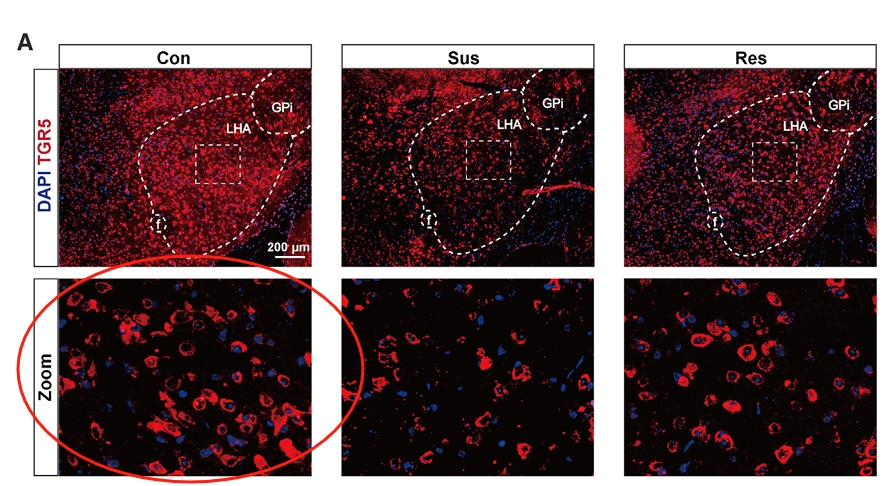 A
Con
Sus
Res
DAPI TGR5
GPi
LHA
f
200 μm
GPi
LHA
f
GPi
LHA
f
Zoom